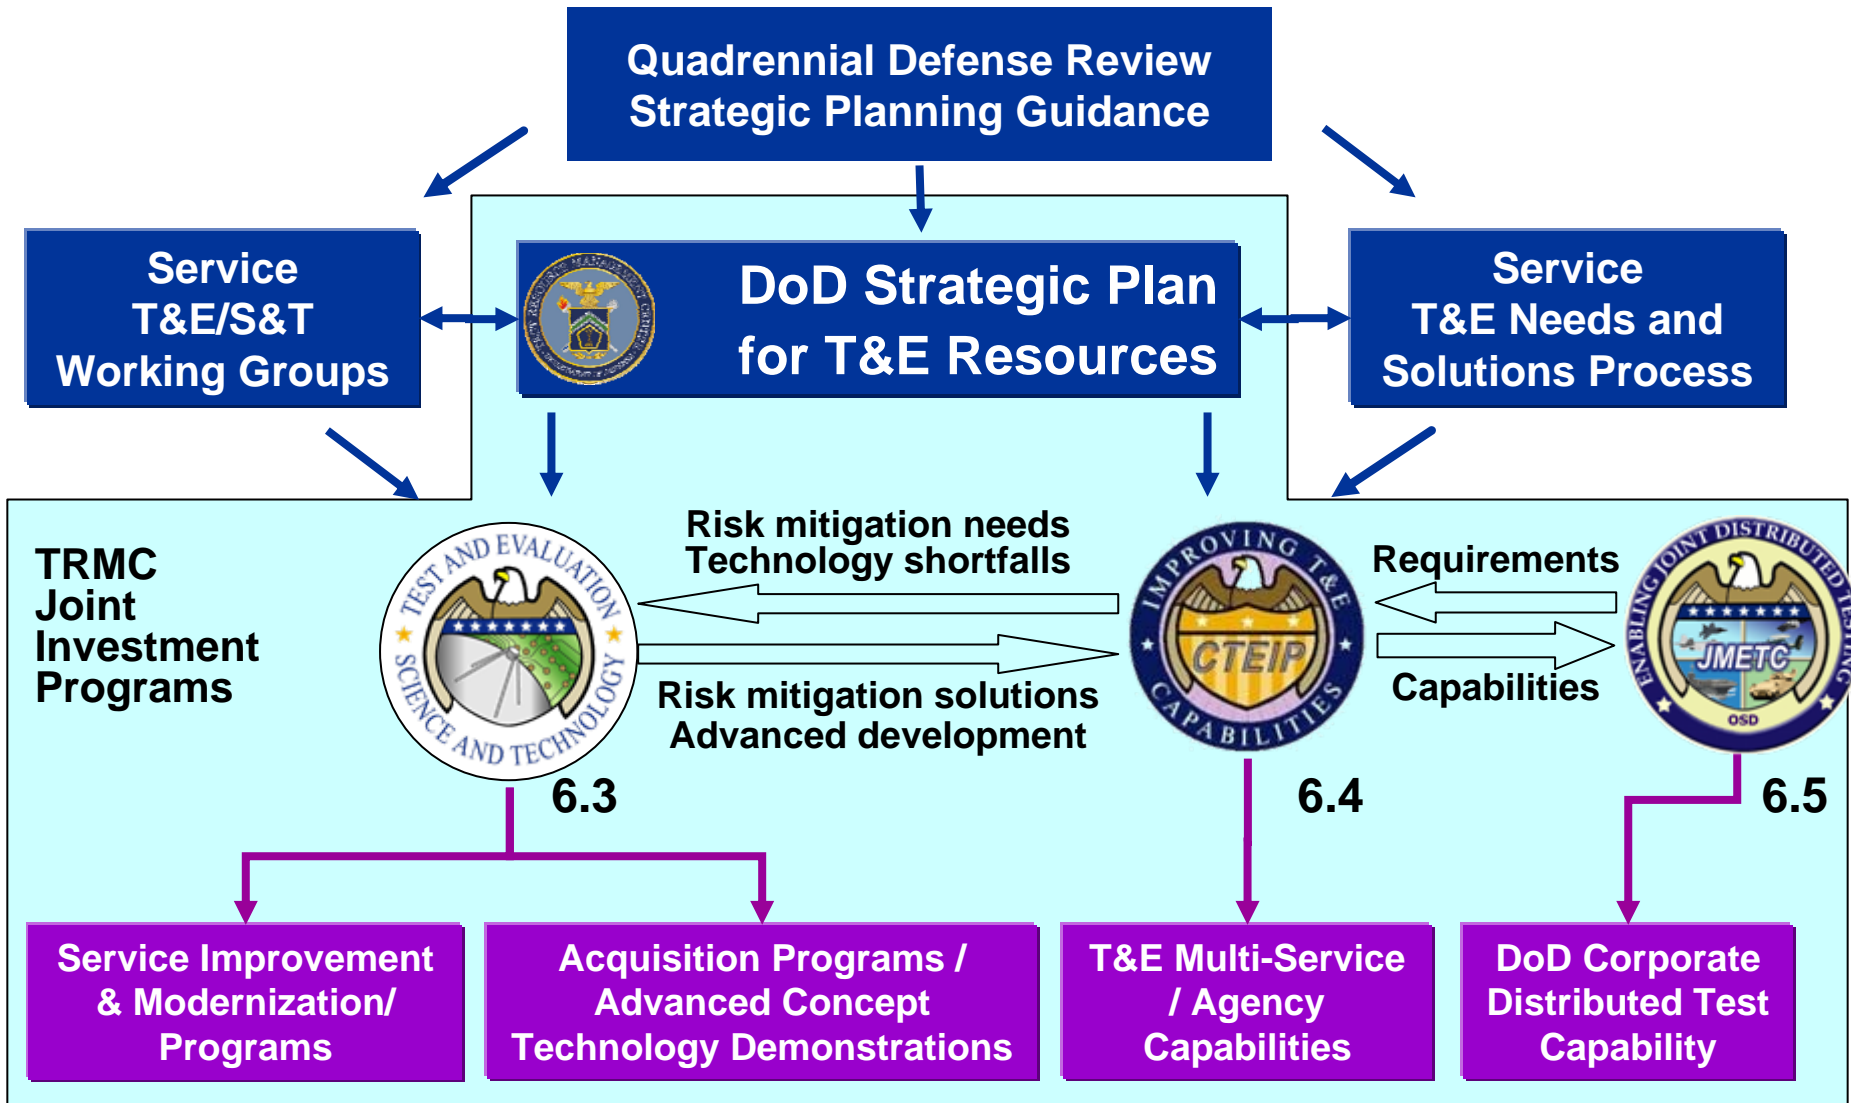 Quadrennial Defense Review
Strategic Planning Guidance
Service
T&E/S&T
Working Groups
DoD Strategic Plan
for T&E Resources
Service
T&E Needs and
Solutions Process
TRMC
Joint
Investment
Programs
TEST AND EVALUATION
SCIENCE AND TECHNOLOGY
6.3
Risk mitigation needs
Technology shortfalls
Risk mitigation solutions
Advanced development
IMPROVING T&E
CTEIP
CAPABILITIES
6.4
Requirements
Capabilities
ENABLING JOINT DISTRIBUTED TESTING
JMETC
OSD
6.5
Service Improvement
& Modernization/
Programs
Acquisition Programs /
Advanced Concept
Technology Demonstrations
T&E Multi-Service
/ Agency
Capabilities
DoD Corporate
Distributed Test
Capability